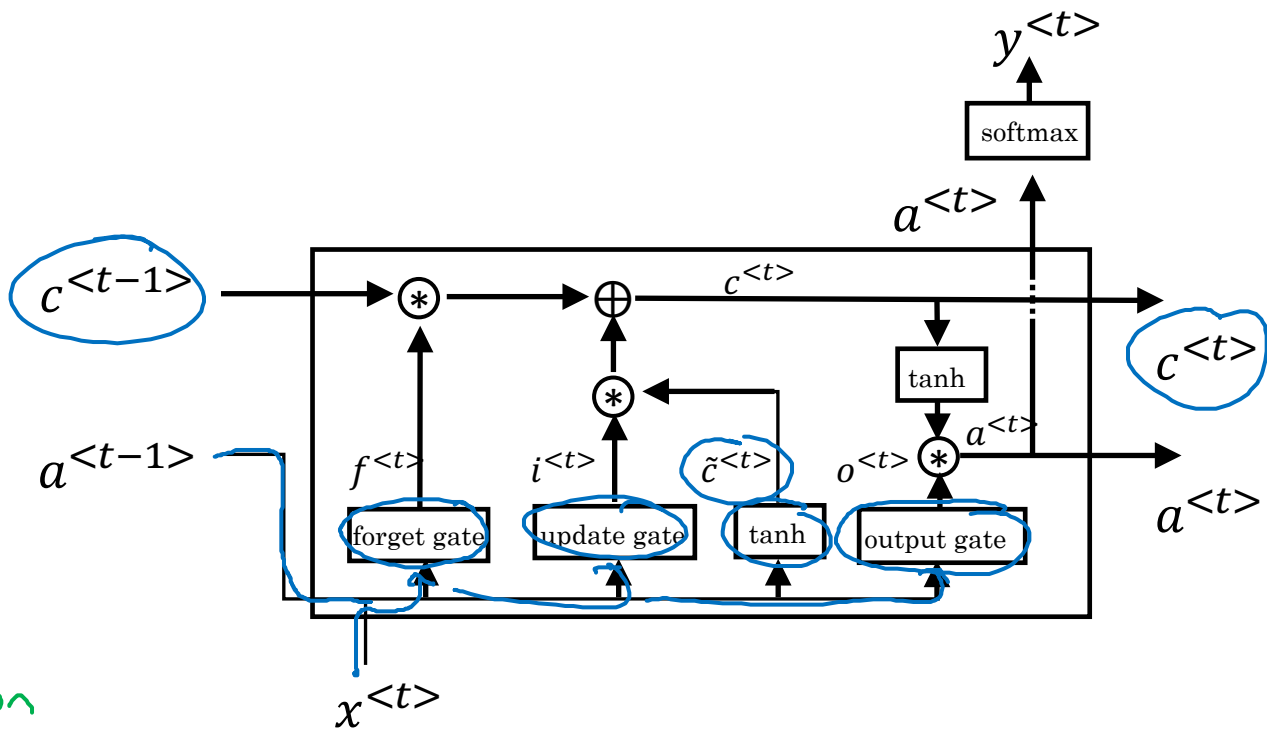 y<t>
softmax
a<t>
c<t-1>
c<t>
c<t>
tanh
a<t-1>
f<t>
i<t>
c̃<t>
o<t>
a<t>
a<t>
forget gate
update gate
tanh
output gate
x<t>